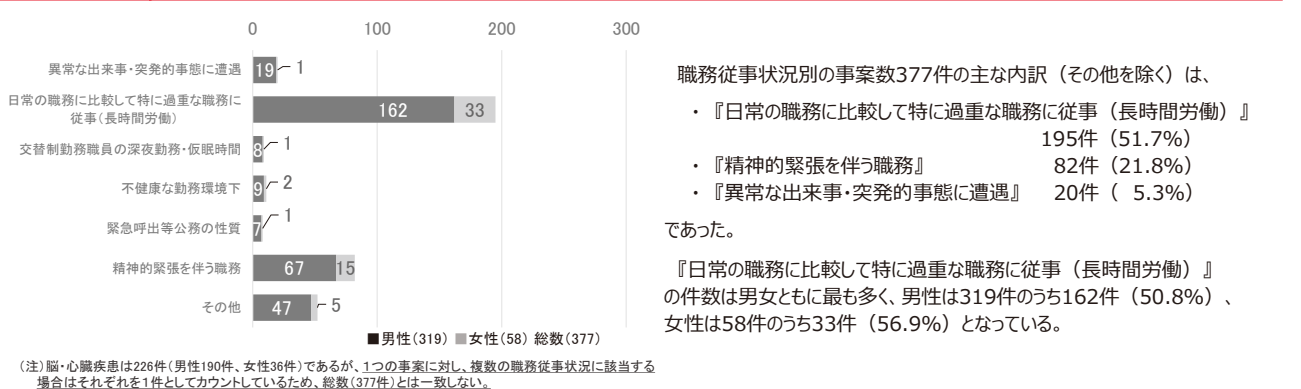 0 100 200 300
異常な出来事・突発的事態に遭遇 19 1
日常の職務に比較して特に過重な職務に
従事(長時間労働) 162 33
交替制勤務職員の深夜勤務・仮眠時間 8 1
不健康な勤務環境下 9 2
緊急呼出等公務の性質 7 1
精神的緊張を伴う職務 67 15
その他 47 5
■男性(319) ■女性(58) 総数(377)
(注)脳・心臓疾患は226件(男性190件、女性36件)であるが、1つの事案に対し、複数の職務従事状況に該当する
場合はそれぞれを1件としてカウントしているため、総数(377件)とは一致しない。
職務従事状況別の事案数377件の主な内訳（その他を除く）は、
・『日常の職務に比較して特に過重な職務に従事（長時間労働）』
195件（51.7%）
・『精神的緊張を伴う職務』 82件（21.8%）
・『異常な出来事・突発的事態に遭遇』 20件（ 5.3%）
であった。
『日常の職務に比較して特に過重な職務に従事（長時間労働）』
の件数は男女ともに最も多く、男性は319件のうち162件（50.8%）、
女性は58件のうち33件（56.9%）となっている。